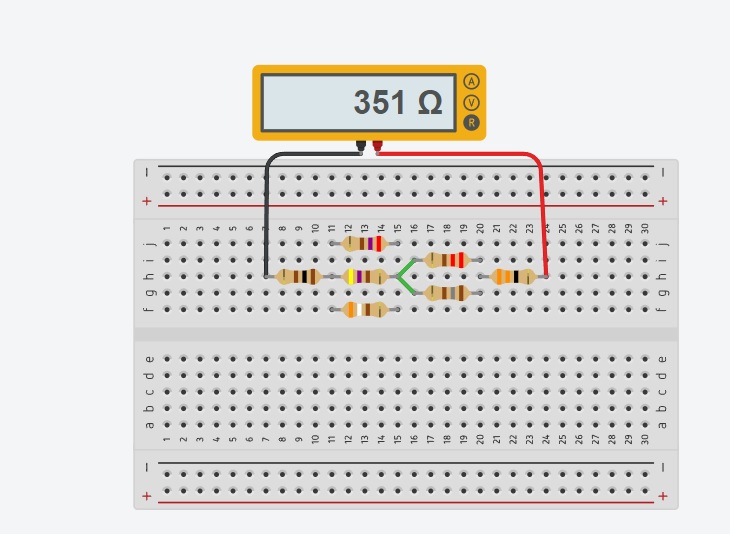 351 Ω
A
V
R
− −
+ +
1 2 3 4 5 6 7 8 9 10 11 12 13 14 15 16 17 18 19 20 21 22 23 24 25 26 27 28 29 30
j j
i i
h h
g g
f f
e e
d d
c c
b b
a a
1 2 3 4 5 6 7 8 9 10 11 12 13 14 15 16 17 18 19 20 21 22 23 24 25 26 27 28 29 30
− −
+ +